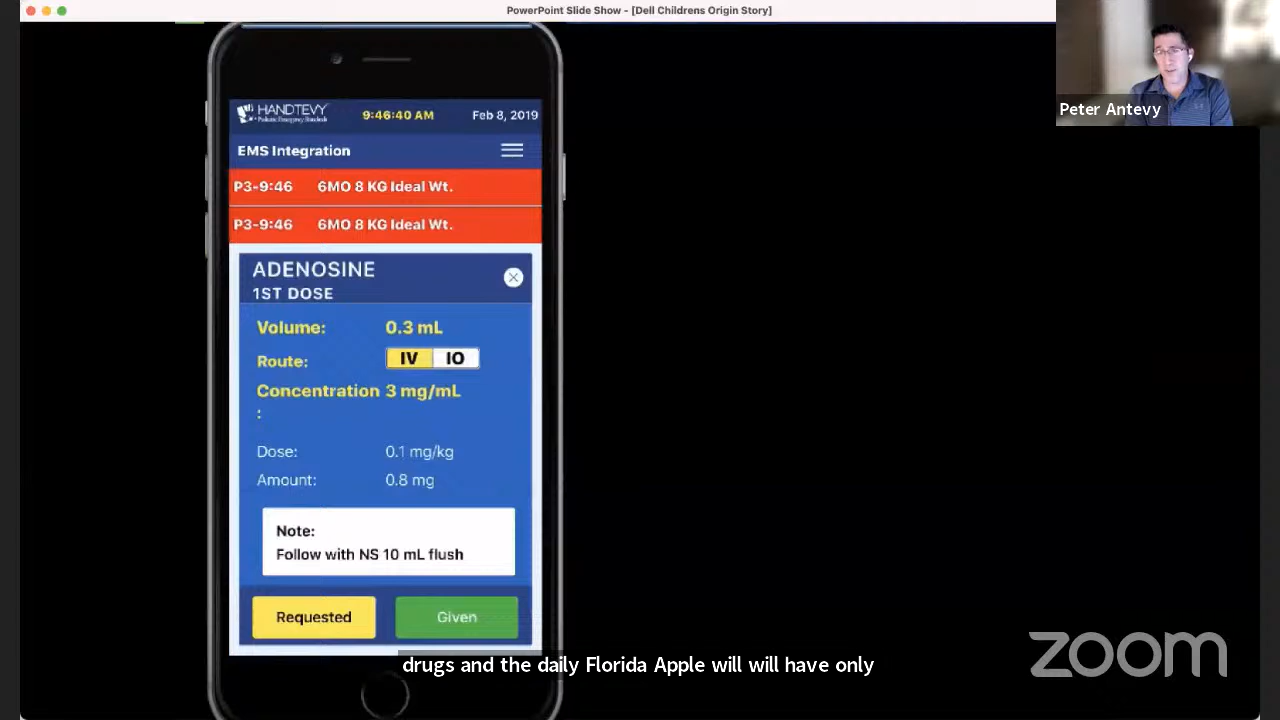 PowerPoint Slide Show - [Dell Childrens Origin Story]
Peter Antevy
HANDTEVY
Pediatric Emergency Standards
9:46:40 AM
Feb 8, 2019
EMS Integration
P3-9:46 6MO 8 KG Ideal Wt.
P3-9:46 6MO 8 KG Ideal Wt.
ADENOSINE
1ST DOSE
Volume: 0.3 mL
Route: IV IO
Concentration 3 mg/mL
:
Dose: 0.1 mg/kg
Amount: 0.8 mg
Note:
Follow with NS 10 mL flush
Requested Given
drugs and the daily Florida Apple will will have only
zoom